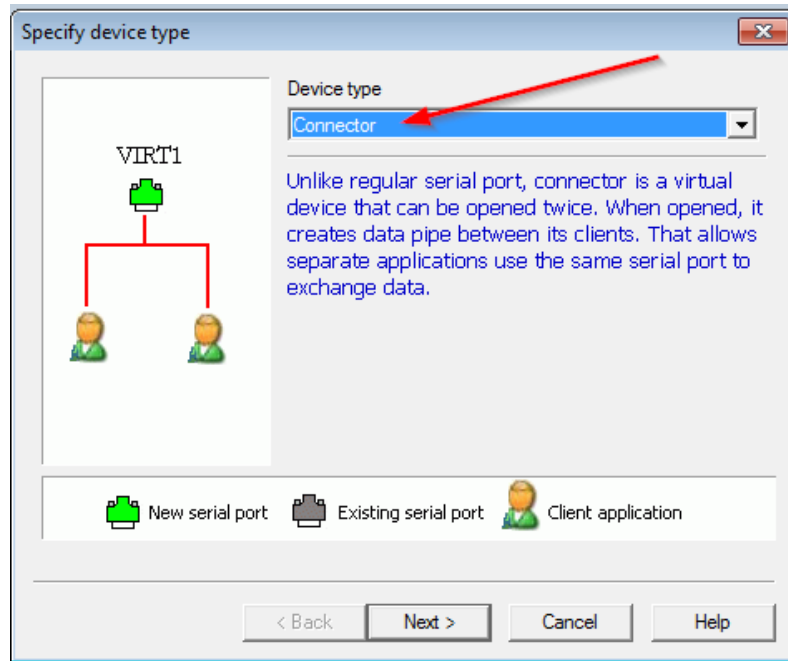 Specify device type
Device type
Connector
VIRT1
Unlike regular serial port, connector is a virtual
device that can be opened twice. When opened, it
creates data pipe between its clients. That allows
separate applications use the same serial port to
exchange data.
New serial port
Existing serial port
Client application
< Back
Next >
Cancel
Help